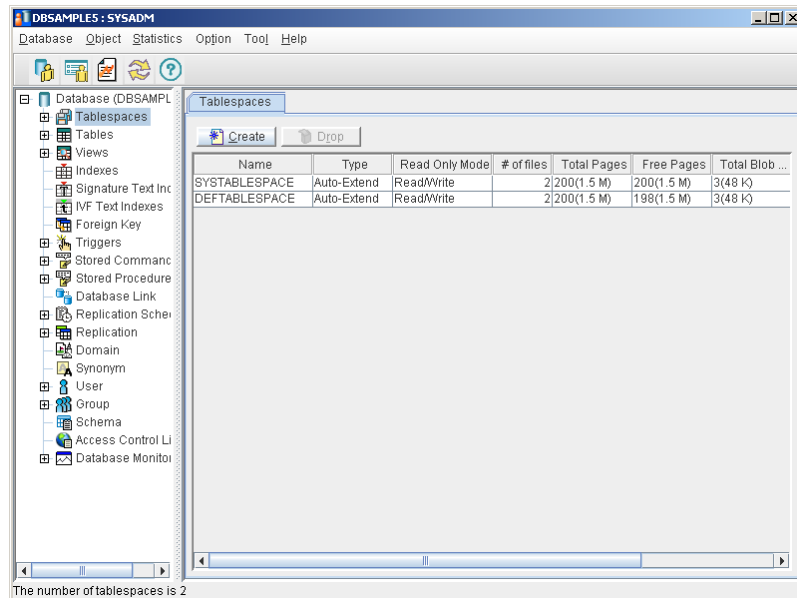 DBSAMPLE5 : SYSADM
Database Object Statistics Option Tool Help
Database (DBSAMPL
Tablespaces
Tables
Views
Indexes
Signature Text Inc
IVF Text Indexes
Foreign Key
Triggers
Stored Commanc
Stored Procedure
Database Link
Replication Sche
Replication
Domain
Synonym
User
Group
Schema
Access Control Li
Database Monitor
Tablespaces
Create Drop
Name Type Read Only Mode # of files Total Pages Free Pages Total Blob ...
SYSTABLESPACE Auto-Extend Read/Write 2 200(1.5 M) 200(1.5 M) 3(48 K)
DEFTABLESPACE Auto-Extend Read/Write 2 200(1.5 M) 198(1.5 M) 3(48 K)
The number of tablespaces is 2